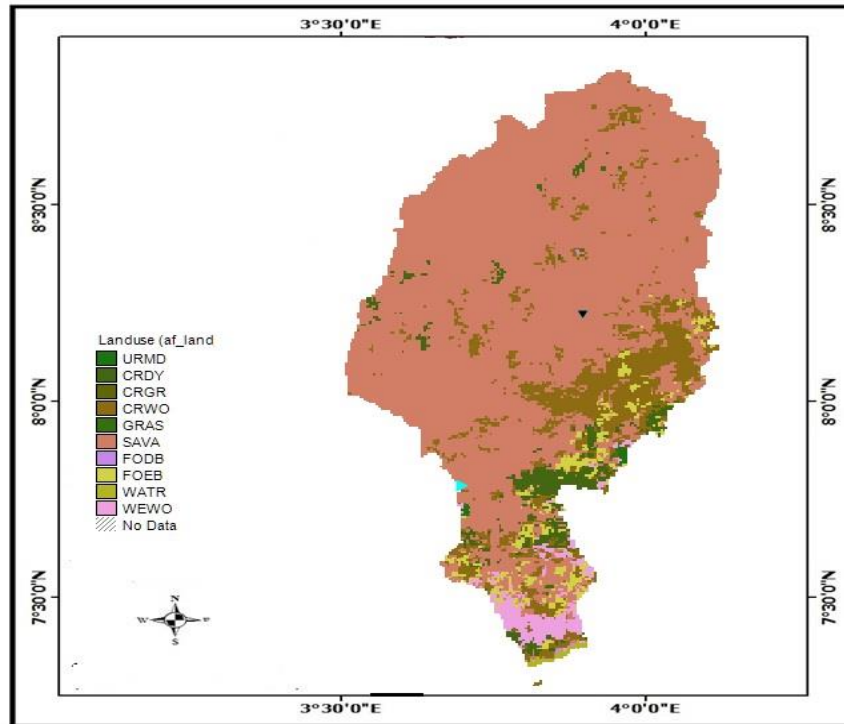 3°30'0"E 4°0'0"E
8°30'0"N 8°30'0"N
8°0'0"N 8°0'0"N
7°30'0"N 7°30'0"N
Landuse (af_land
URMD
CRDY
CRGR
CRWO
GRAS
SAVA
FODB
FOEB
WATR
WEWO
No Data
N
W
S
3°30'0"E 4°0'0"E